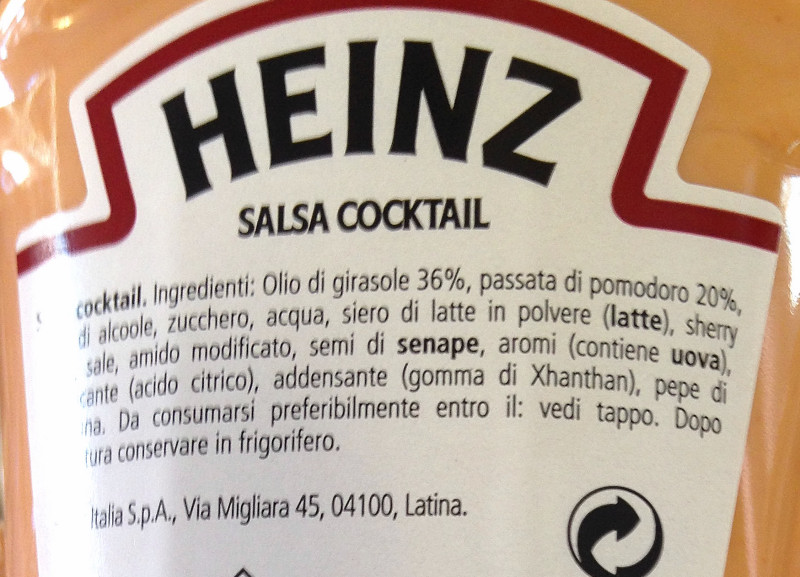 HEINZ
SALSA COCKTAIL
cocktail. Ingredienti: Olio di girasole 36%, passata di pomodoro 20%,
di alcoole, zucchero, acqua, siero di latte in polvere (latte), sherry
sale, amido modificato, semi di senape, aromi (contiene uova),
cante (acido citrico), addensante (gomma di Xhanthan), pepe di
na. Da consumarsi preferibilmente entro il: vedi tappo. Dopo
tura conservare in frigorifero.
Italia S.p.A., Via Migliara 45, 04100, Latina.